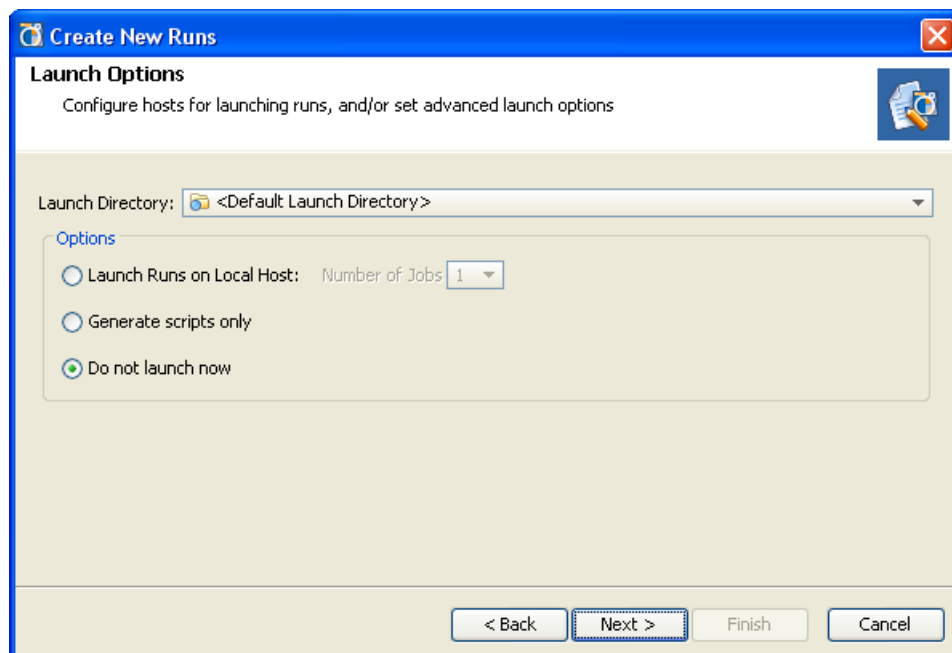 Create New Runs
Launch Options
Configure hosts for launching runs, and/or set advanced launch options
Launch Directory: <Default Launch Directory>
Options
Launch Runs on Local Host: Number of Jobs 1
Generate scripts only
Do not launch now
< Back Next > Finish Cancel